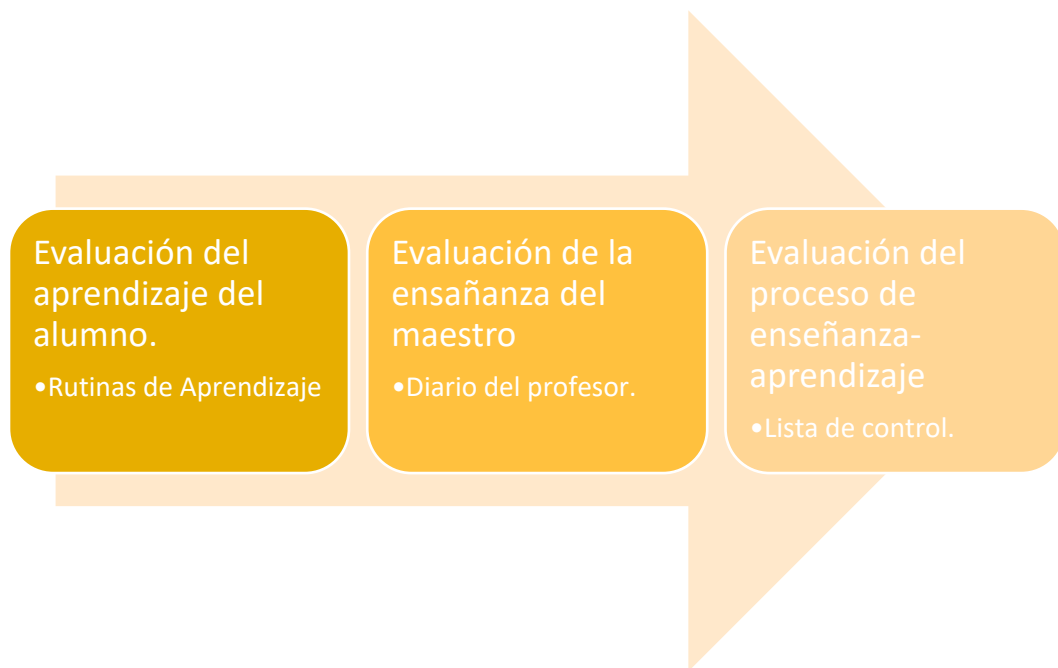 Evaluación del
aprendizaje del
alumno.
•Rutinas de Aprendizaje
Evaluación de la
ensañanza del
maestro
•Diario del profesor.
Evaluación del
proceso de
enseñanza-
aprendizaje
•Lista de control.